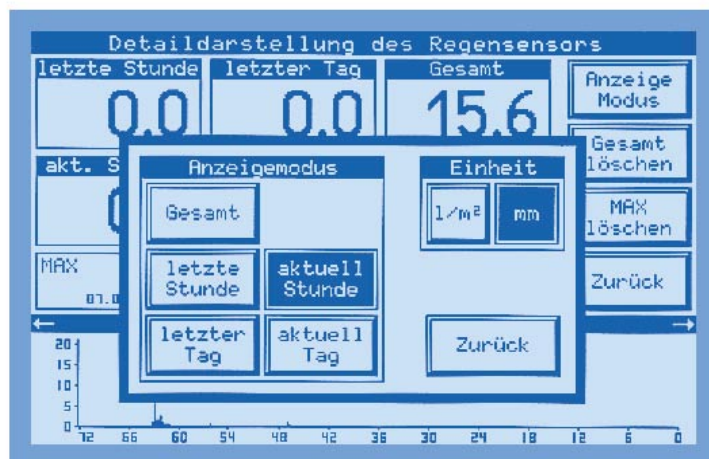 Detaildarstellung des Regensensors
letzte Stunde letzter Tag Gesamt
0.0 0.0 15.6
Anzeige
Modus
Gesamt
löschen
MAX
löschen
Zurück
akt. S
MAX
Anzeigemodus
Gesamt
letzte
Stunde
aktuell
Stunde
letzter
Tag
aktuell
Tag
Einheit
l/m² mm
Zurück
← →
20
15
10
5
0
72 66 60 54 48 42 36 30 24 18 12 6 0